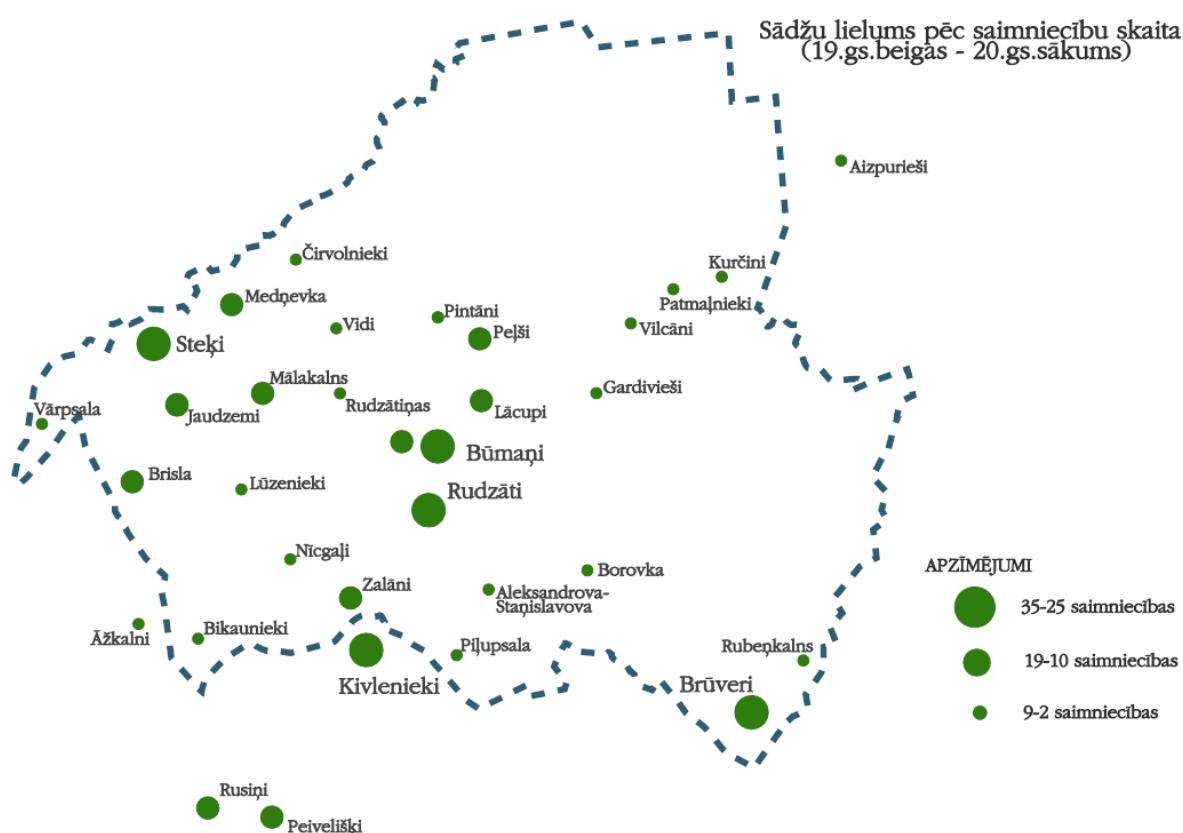 Sādžu lielums pēc saimniecību skaita
(19.gs.beigas - 20.gs.sākums)
Aizpurieši
Čirvolnieki
Kurčini
Medņevka
Patmaļnieki
Pintāni
Vidi
Vilcāni
Peļši
Steķi
Mālakalns
Gardivieši
Rudzātiņas
Vārpsala
Jaudzemi
Lācupi
Būmaņi
Brisla
Lūzenieki
Rudzāti
Nīcgaļi
Borovka
Zalāni
Aleksandrova-
Staņislavova
Bikaunieki
Āžkalni
Piļupsala
Rubeņkalns
Kivlenieki
Brūveri
Rusiņi
Peivelišķi
APZĪMĒJUMI
35-25 saimniecības
19-10 saimniecības
9-2 saimniecības